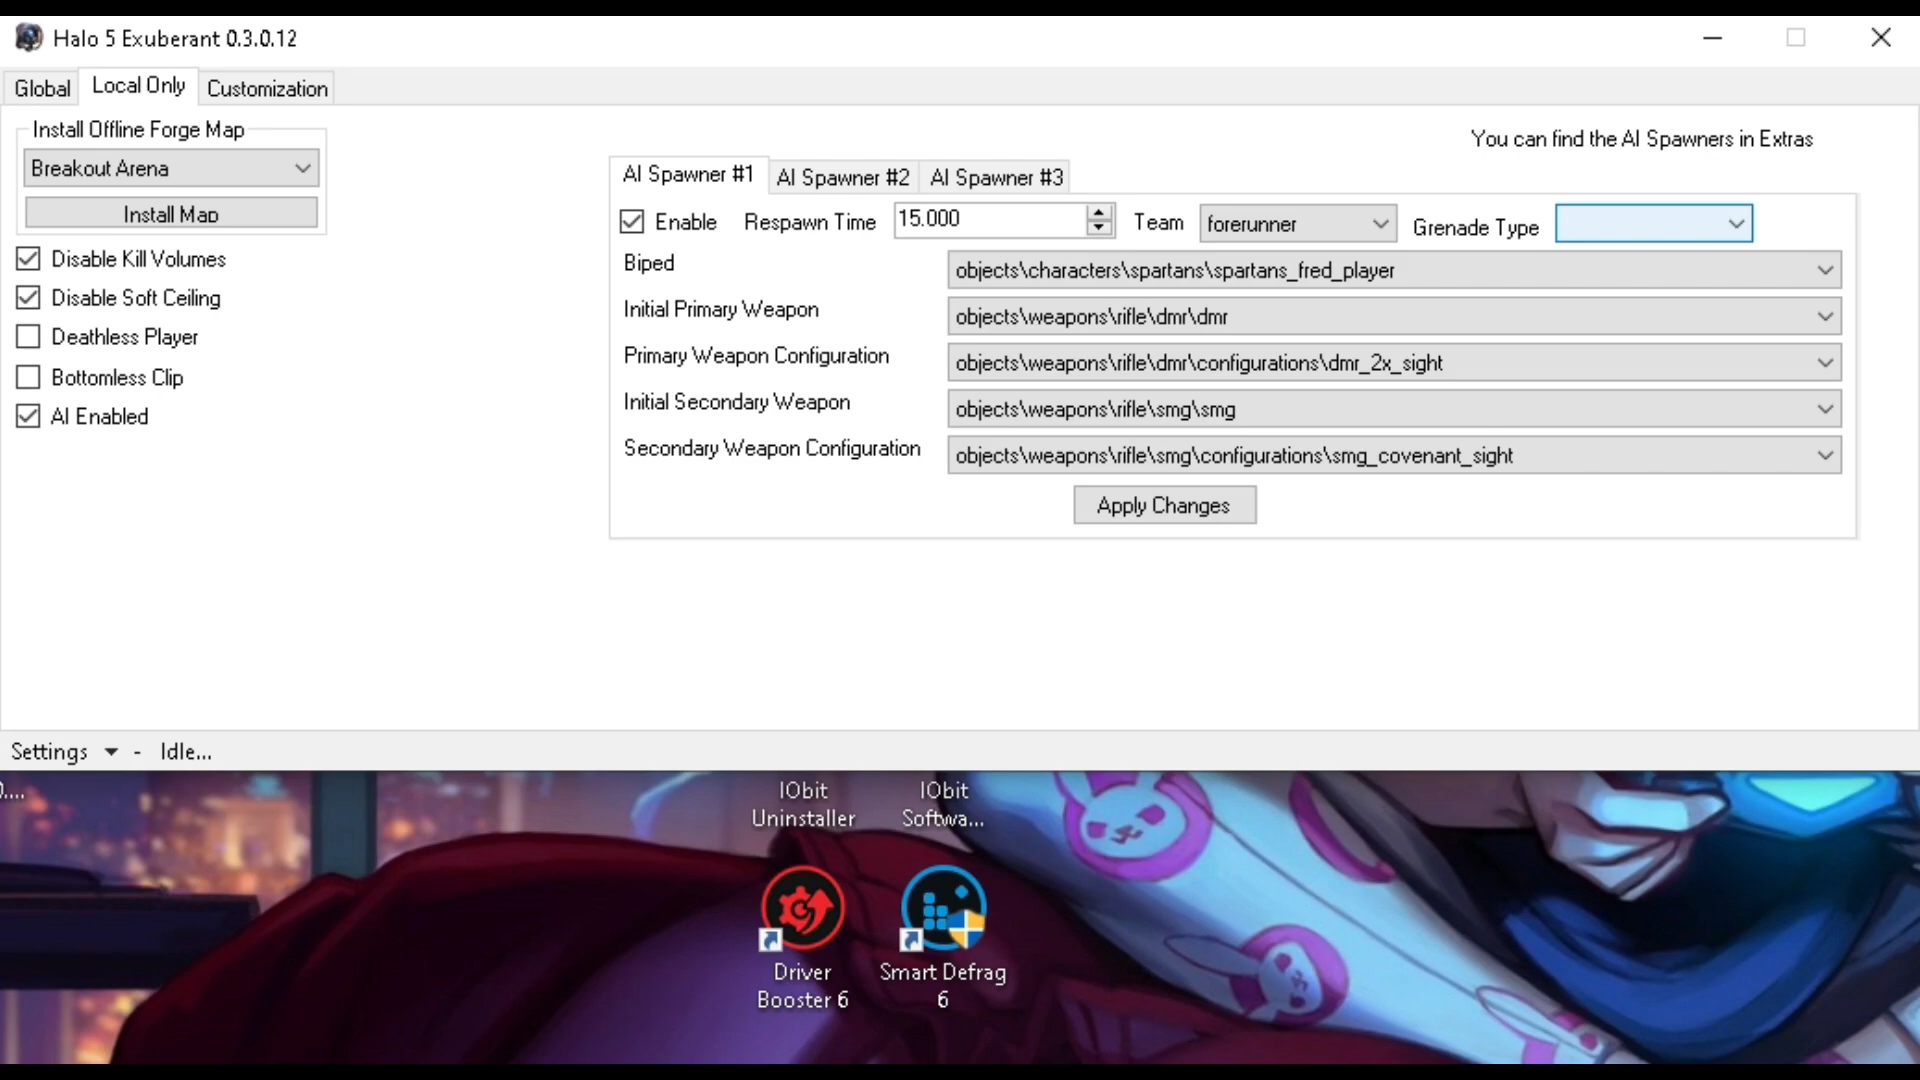 Halo 5 Exuberant 0.3.0.12
Global
Local Only
Customization
Install Offline Forge Map
Breakout Arena
Install Map
Disable Kill Volumes
Disable Soft Ceiling
Deathless Player
Bottomless Clip
AI Enabled
You can find the AI Spawners in Extras
AI Spawner #1
AI Spawner #2
AI Spawner #3
Enable
Respawn Time
15.000
Team
forerunner
Grenade Type
Biped
objects\characters\spartans\spartans_fred_player
Initial Primary Weapon
objects\weapons\rifle\dmr\dmr
Primary Weapon Configuration
objects\weapons\rifle\dmr\configurations\dmr_2x_sight
Initial Secondary Weapon
objects\weapons\rifle\smg\smg
Secondary Weapon Configuration
objects\weapons\rifle\smg\configurations\smg_covenant_sight
Apply Changes
Settings - Idle...
IObit
Uninstaller
IObit
Softwa...
Driver
Booster 6
Smart Defrag
6